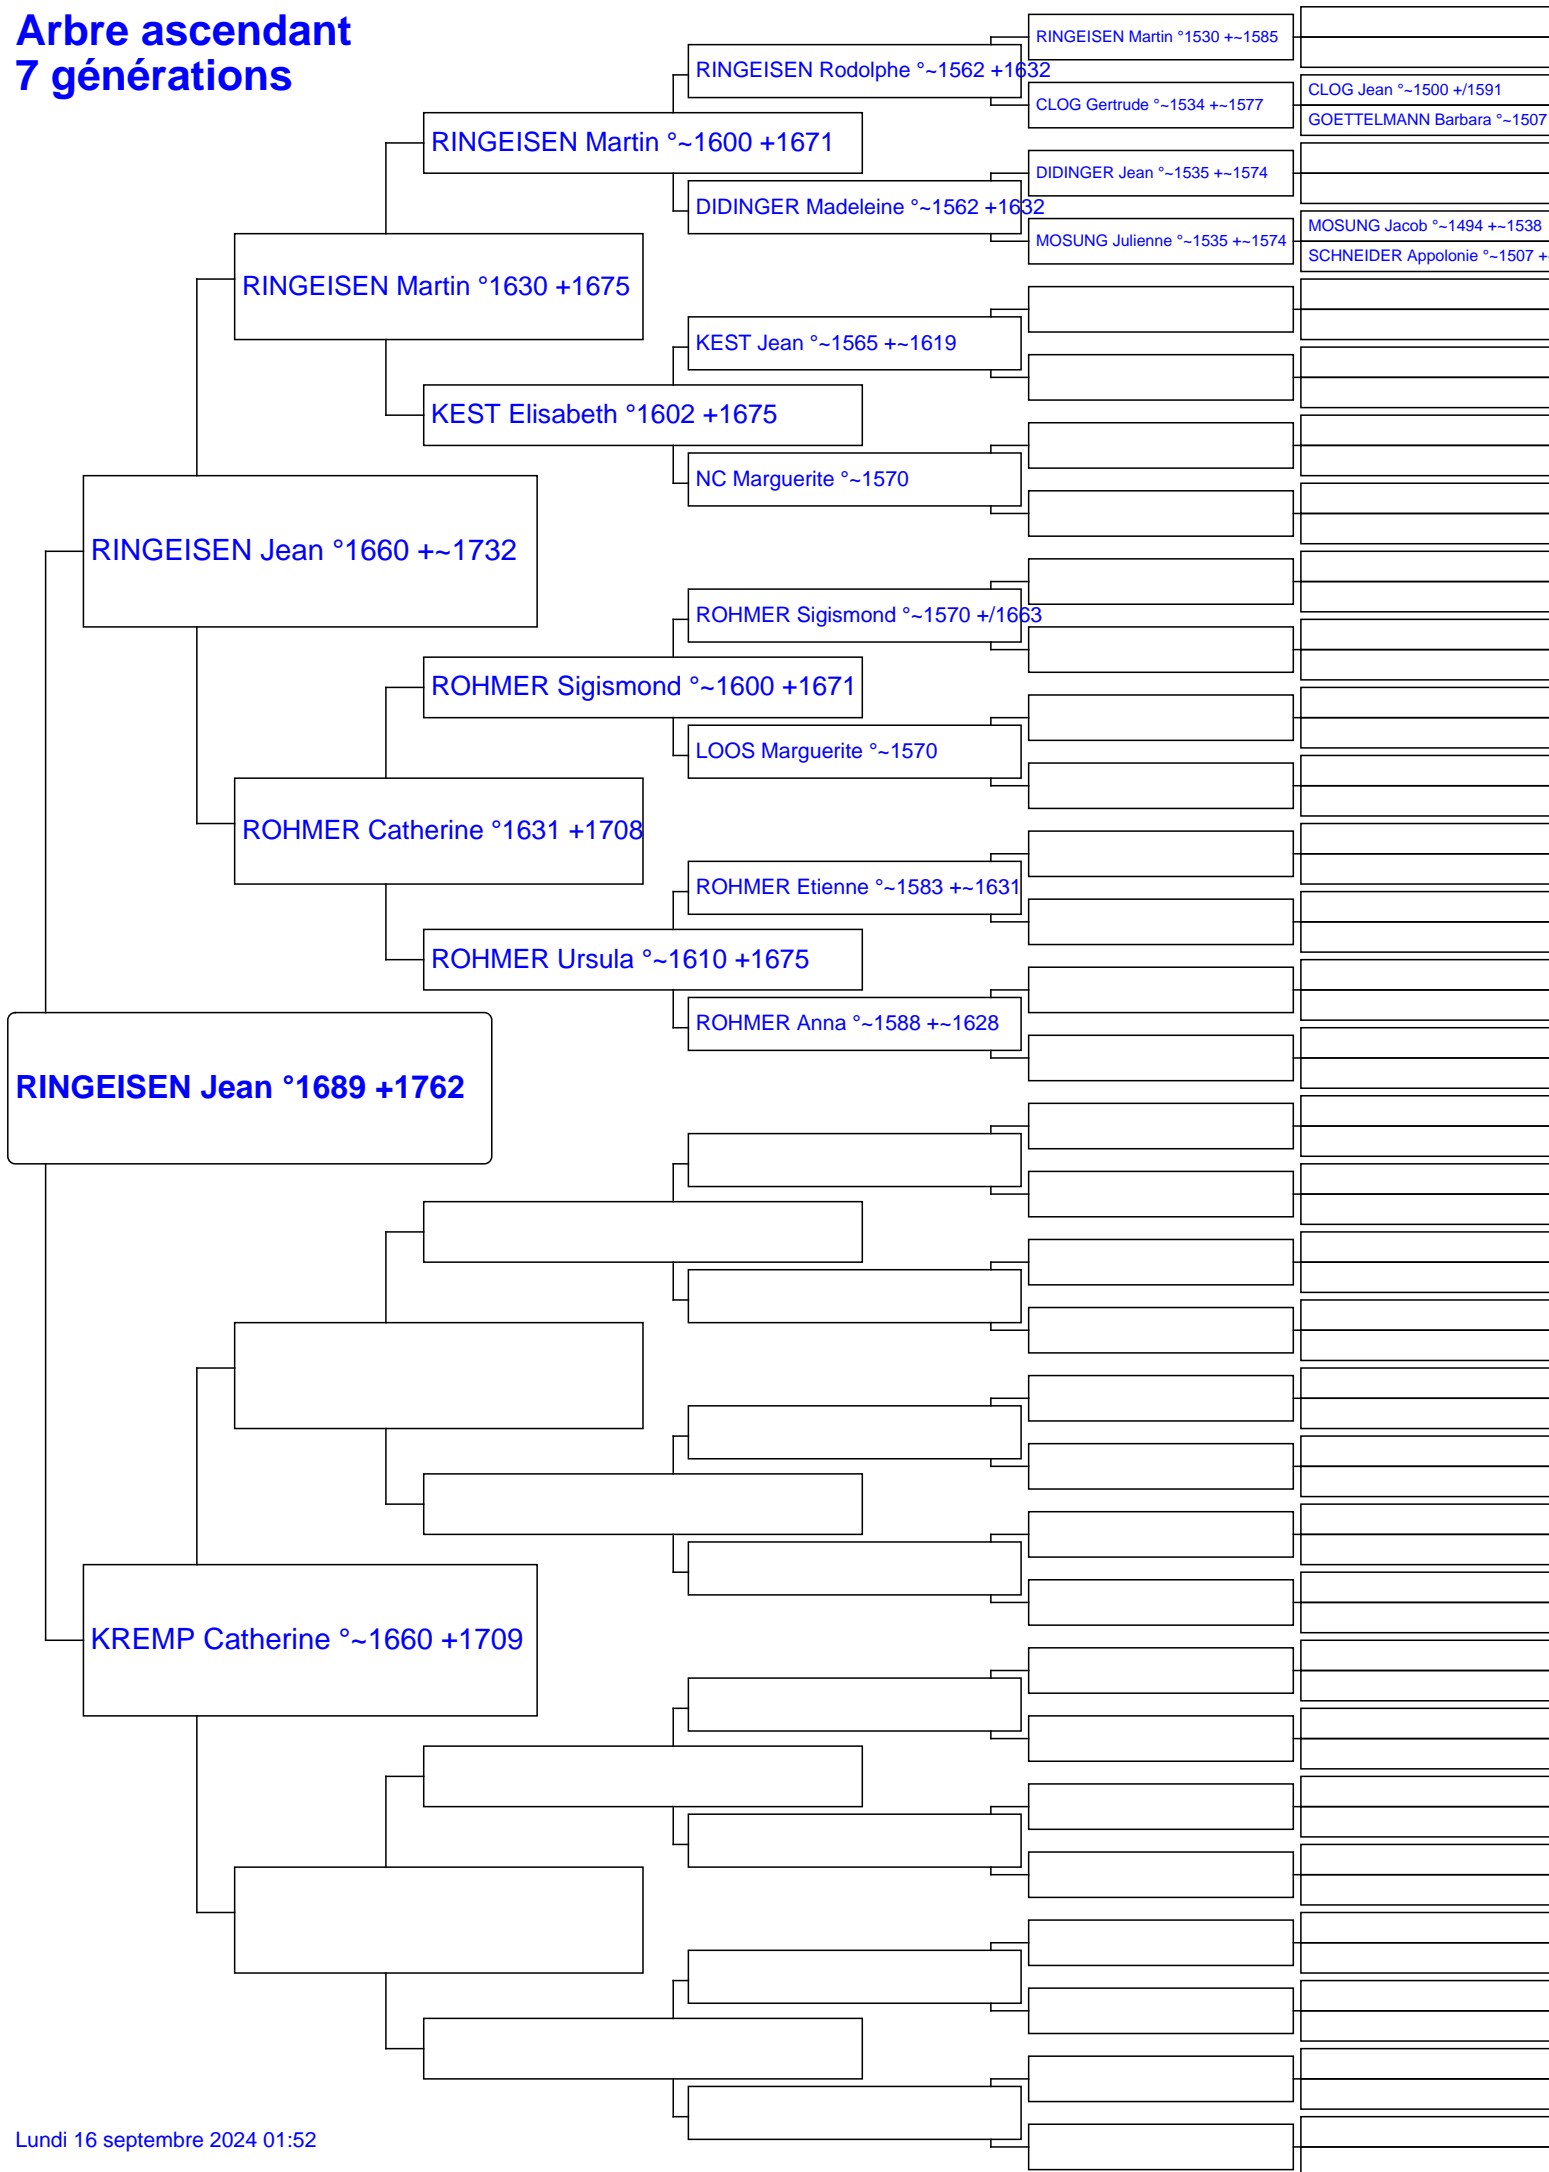 Arbre ascendant
7 générations
RINGEISEN Martin °1530 +~1585
RINGEISEN Rodolphe °~1562 +1632
CLOG Jean °~1500 +/1591
CLOG Gertrude °~1534 +~1577
GOETTELMANN Barbara °~1507
RINGEISEN Martin °~1600 +1671
DIDINGER Jean °~1535 +~1574
DIDINGER Madeleine °~1562 +1632
MOSUNG Jacob °~1494 +~1538
MOSUNG Julienne °~1535 +~1574
SCHNEIDER Appolonie °~1507 +
RINGEISEN Martin °1630 +1675
KEST Jean °~1565 +~1619
KEST Elisabeth °1602 +1675
NC Marguerite °~1570
RINGEISEN Jean °1660 +~1732
ROHMER Sigismond °~1570 +/1663
ROHMER Sigismond °~1600 +1671
LOOS Marguerite °~1570
ROHMER Catherine °1631 +1708
ROHMER Etienne °~1583 +~1631
ROHMER Ursula °~1610 +1675
ROHMER Anna °~1588 +~1628
RINGEISEN Jean °1689 +1762
KREMP Catherine °~1660 +1709
Lundi 16 septembre 2024 01:52